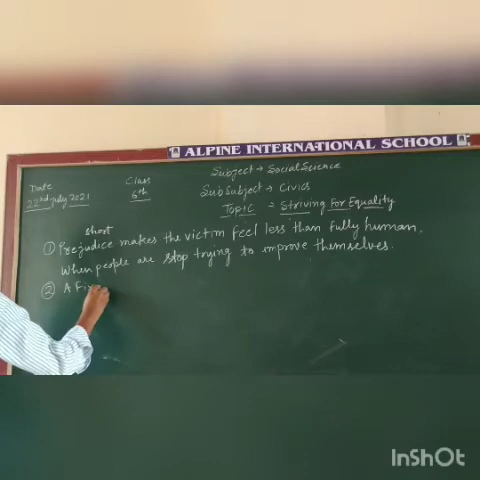 ALPINE INTERNATIONAL SCHOOL
Subject → Social Science
Date
Class
22nd July 2021
6th
Sub Subject → Civics
Topic = Striving For Equality
short
① Prejudice makes the victim feel less than fully human.
When people are stop trying to improve themselves.
② A Fix
InShOt